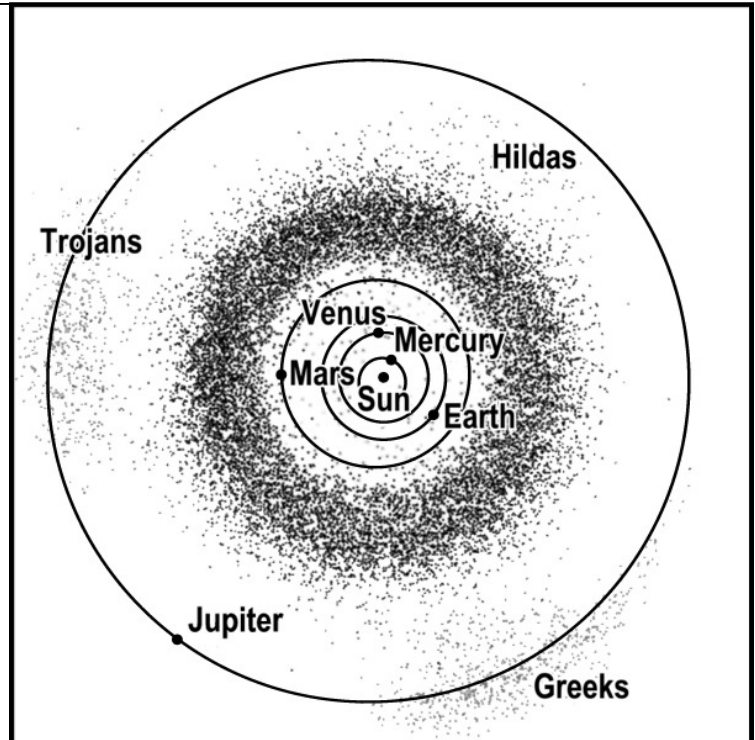 Hildas
Trojans
Venus
Mercury
Mars
Sun
Earth
Jupiter
Greeks